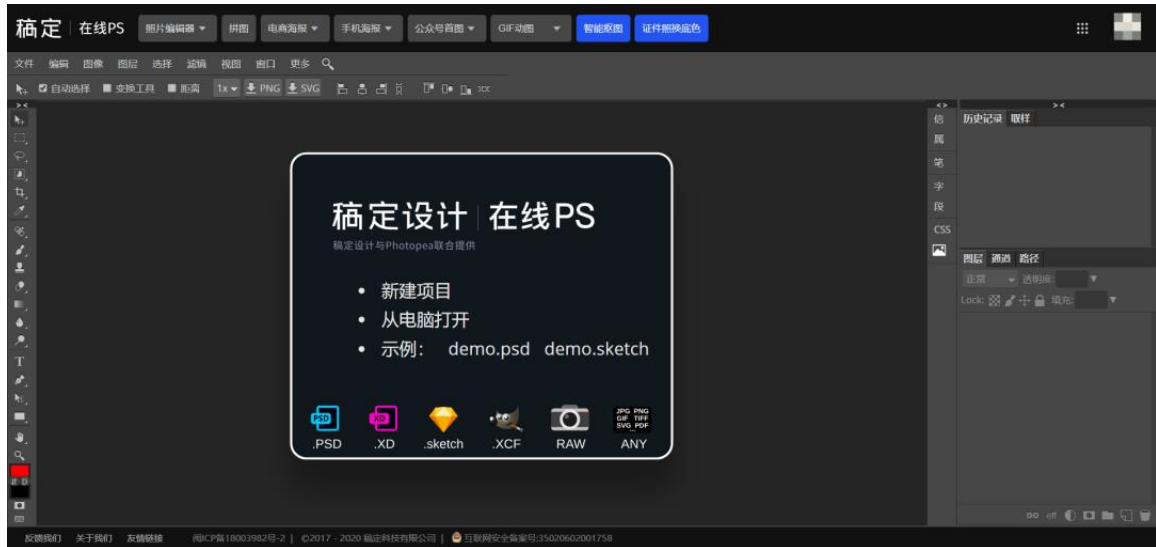 稿定 | 在线PS 照片编辑器 拼图 电商海报 手机海报 公众号首图 GIF动图 智能抠图 证件照换底色
文件 编辑 图像 图层 选择 滤镜 视图 窗口 更多
自动选择 变换工具 距离 1x PNG SVG
信
属
笔
字
段
CSS
历史记录 取样
图层 通道 路径
正常 透明度:
Lock: 填充:
稿定设计 | 在线PS
稿定设计与Photopea联合提供
• 新建项目
• 从电脑打开
• 示例: demo.psd demo.sketch
PSD XD JPG PNG
GIF TIFF
SVG PDF
.PSD .XD .sketch .XCF RAW ANY
T
D
eff
反馈我们 关于我们 友情链接 闽ICP备18003982号-2 | ©2017 - 2020 稿定科技有限公司 | 互联网安全备案号:35020602001758